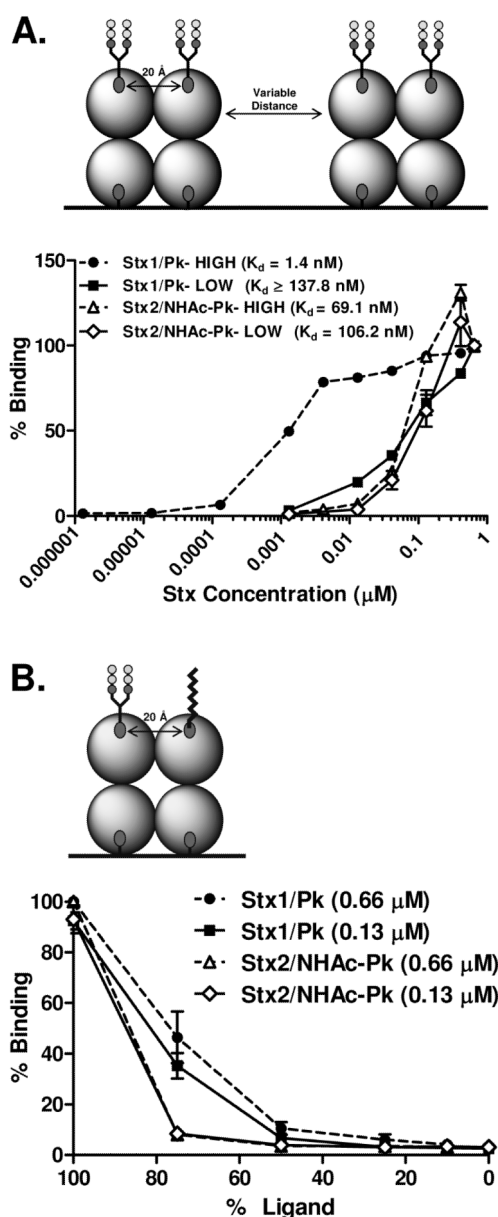 A.
20 Å
Variable
Distance
150
100
50
0
% Binding
Stx1/Pk- HIGH (Kd = 1.4 nM)
Stx1/Pk- LOW (Kd ≥ 137.8 nM)
Stx2/NHAc-Pk- HIGH (Kd = 69.1 nM)
Stx2/NHAc-Pk- LOW (Kd = 106.2 nM)
0.000001
0.00001
0.0001
0.001
0.01
0.1
1
Stx Concentration (μM)
B.
20 Å
100
80
60
40
20
0
% Binding
Stx1/Pk (0.66 μM)
Stx1/Pk (0.13 μM)
Stx2/NHAc-Pk (0.66 μM)
Stx2/NHAc-Pk (0.13 μM)
100 80 60 40 20 0
% Ligand